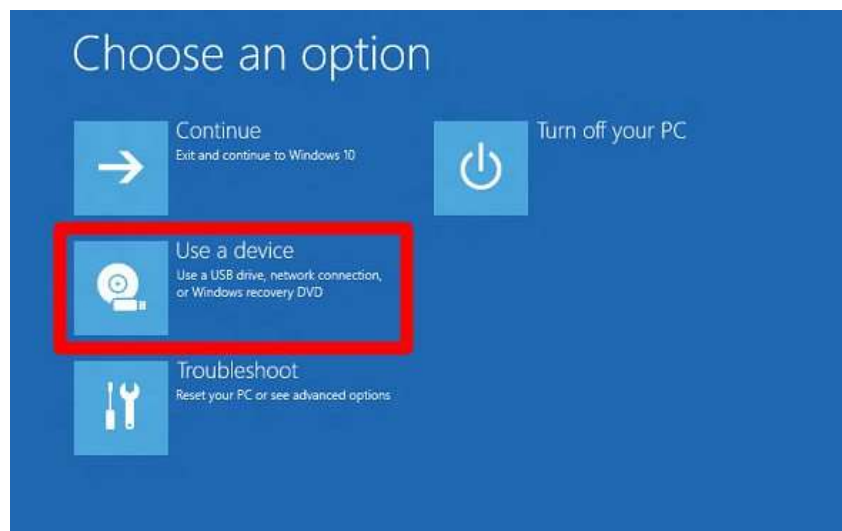 Choose an option
Continue
Exit and continue to Windows 10
Turn off your PC
Use a device
Use a USB drive, network connection,
or Windows recovery DVD
Troubleshoot
Reset your PC or see advanced options